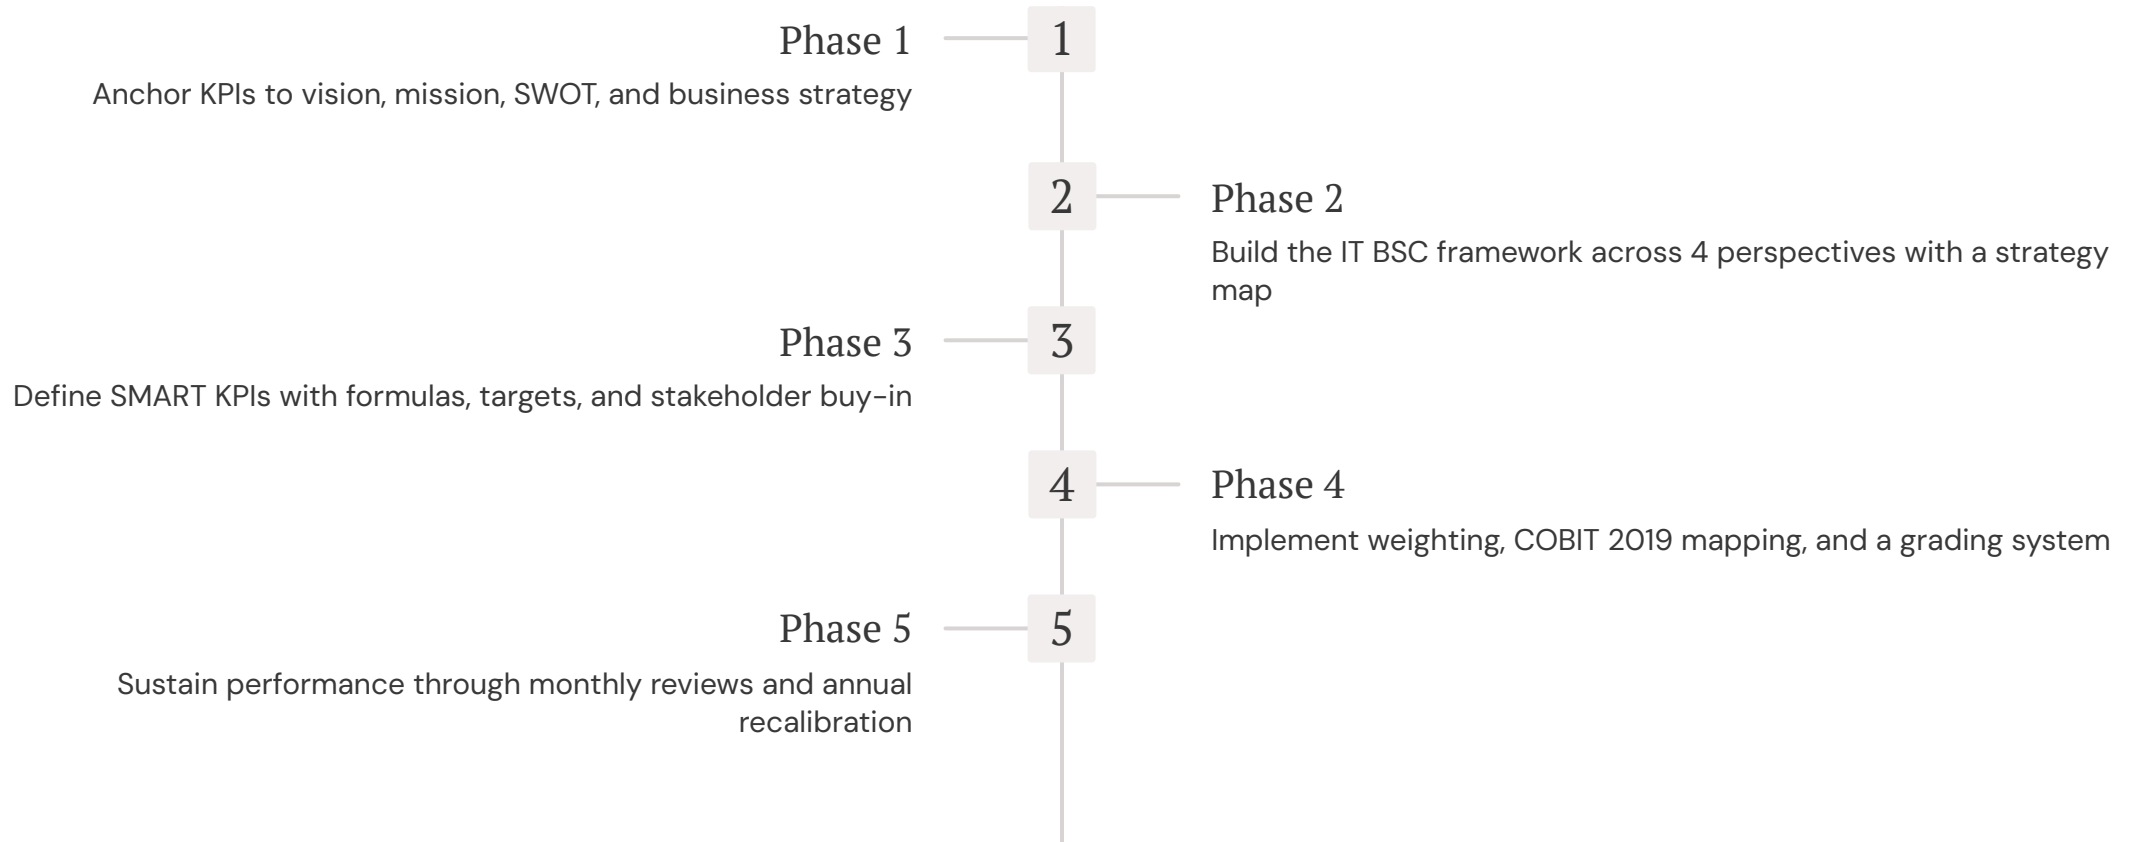 Phase 1
1
Anchor KPIs to vision, mission, SWOT, and business strategy
2
Phase 2
Build the IT BSC framework across 4 perspectives with a strategy
map
Phase 3
3
Define SMART KPIs with formulas, targets, and stakeholder buy-in
4
Phase 4
Implement weighting, COBIT 2019 mapping, and a grading system
Phase 5
5
Sustain performance through monthly reviews and annual
recalibration